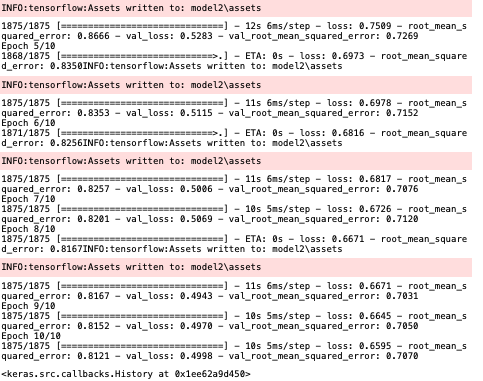 INFO:tensorflow:Assets written to: model2\assets
1875/1875 [==============================] - 12s 6ms/step - loss: 0.7509 - root_mean_s
quared_error: 0.8666 - val_loss: 0.5283 - val_root_mean_squared_error: 0.7269
Epoch 5/10
1868/1875 [============================>.] - ETA: 0s - loss: 0.6973 - root_mean_square
d_error: 0.8350INFO:tensorflow:Assets written to: model2\assets
INFO:tensorflow:Assets written to: model2\assets
1875/1875 [==============================] - 11s 6ms/step - loss: 0.6978 - root_mean_s
quared_error: 0.8353 - val_loss: 0.5115 - val_root_mean_squared_error: 0.7152
Epoch 6/10
1871/1875 [============================>.] - ETA: 0s - loss: 0.6816 - root_mean_square
d_error: 0.8256INFO:tensorflow:Assets written to: model2\assets
INFO:tensorflow:Assets written to: model2\assets
1875/1875 [==============================] - 11s 6ms/step - loss: 0.6817 - root_mean_s
quared_error: 0.8257 - val_loss: 0.5006 - val_root_mean_squared_error: 0.7076
Epoch 7/10
1875/1875 [==============================] - 10s 5ms/step - loss: 0.6726 - root_mean_s
quared_error: 0.8201 - val_loss: 0.5069 - val_root_mean_squared_error: 0.7120
Epoch 8/10
1875/1875 [==============================] - ETA: 0s - loss: 0.6671 - root_mean_square
d_error: 0.8167INFO:tensorflow:Assets written to: model2\assets
INFO:tensorflow:Assets written to: model2\assets
1875/1875 [==============================] - 11s 6ms/step - loss: 0.6671 - root_mean_s
quared_error: 0.8167 - val_loss: 0.4943 - val_root_mean_squared_error: 0.7031
Epoch 9/10
1875/1875 [==============================] - 10s 5ms/step - loss: 0.6645 - root_mean_s
quared_error: 0.8152 - val_loss: 0.4970 - val_root_mean_squared_error: 0.7050
Epoch 10/10
1875/1875 [==============================] - 10s 5ms/step - loss: 0.6595 - root_mean_s
quared_error: 0.8121 - val_loss: 0.4998 - val_root_mean_squared_error: 0.7070
<keras.src.callbacks.History at 0x1ee62a9d450>